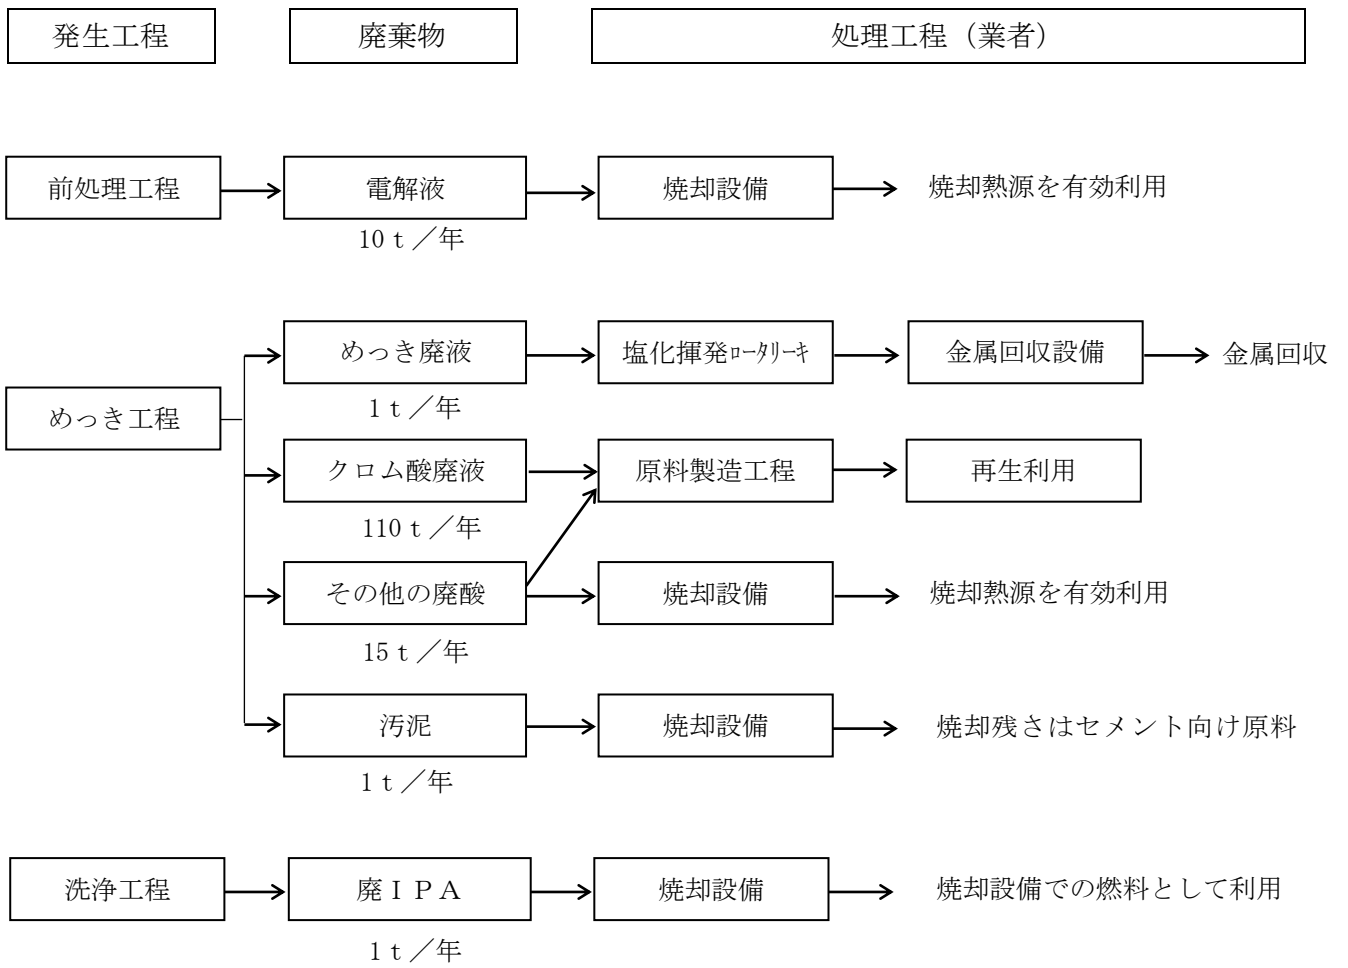 発生工程
廃棄物
処理工程（業者）
前処理工程
電解液
焼却設備
焼却熱源を有効利用
10ｔ／年
めっき廃液
塩化揮発ﾛｰﾀﾘｰｷ
金属回収設備
金属回収
1ｔ／年
めっき工程
クロム酸廃液
原料製造工程
再生利用
110ｔ／年
その他の廃酸
焼却設備
焼却熱源を有効利用
15ｔ／年
汚泥
焼却設備
焼却残さはセメント向け原料
1ｔ／年
洗浄工程
廃ＩＰＡ
焼却設備
焼却設備での燃料として利用
1ｔ／年